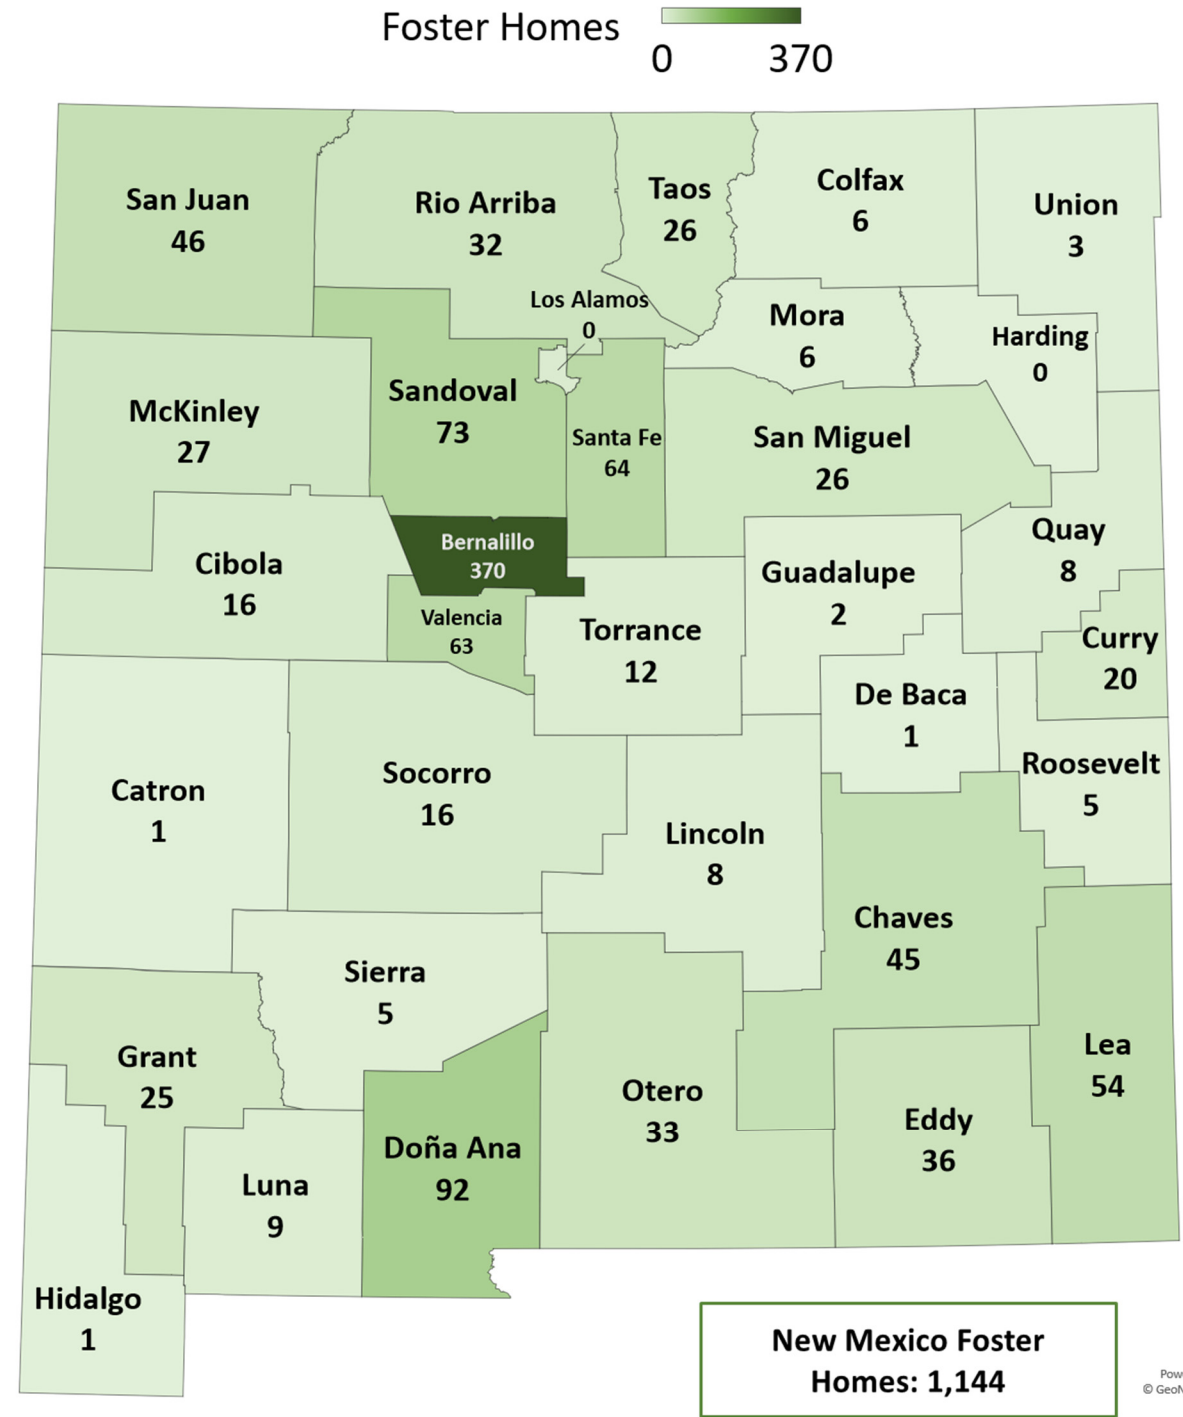 Foster Homes
0 370
San Juan
46
Rio Arriba
32
Taos
26
Colfax
6
Union
3
Los Alamos
0
Mora
6
Harding
0
McKinley
27
Sandoval
73
Santa Fe
64
San Miguel
26
Quay
8
Cibola
16
Bernalillo
370
Valencia
63
Torrance
12
Guadalupe
2
Curry
20
De Baca
1
Roosevelt
5
Catron
1
Socorro
16
Lincoln
8
Chaves
45
Sierra
5
Grant
25
Otero
33
Lea
54
Eddy
36
Doña Ana
92
Luna
9
Hidalgo
1
New Mexico Foster
Homes: 1,144